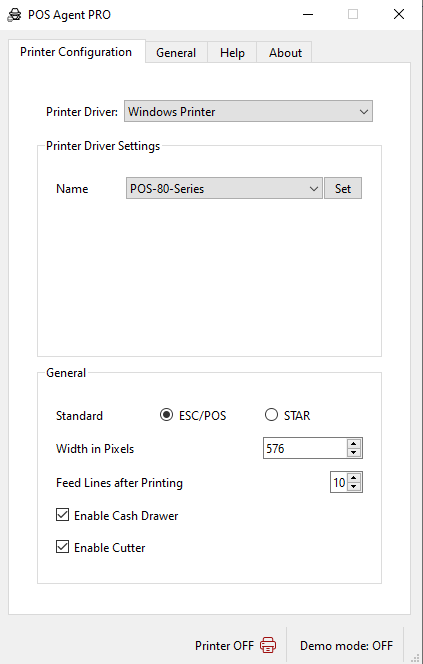 POS Agent PRO
Printer Configuration General Help About
Printer Driver: Windows Printer
Printer Driver Settings
Name POS-80-Series Set
General
Standard ESC/POS STAR
Width in Pixels 576
Feed Lines after Printing 10
Enable Cash Drawer
Enable Cutter
Printer OFF Demo mode: OFF